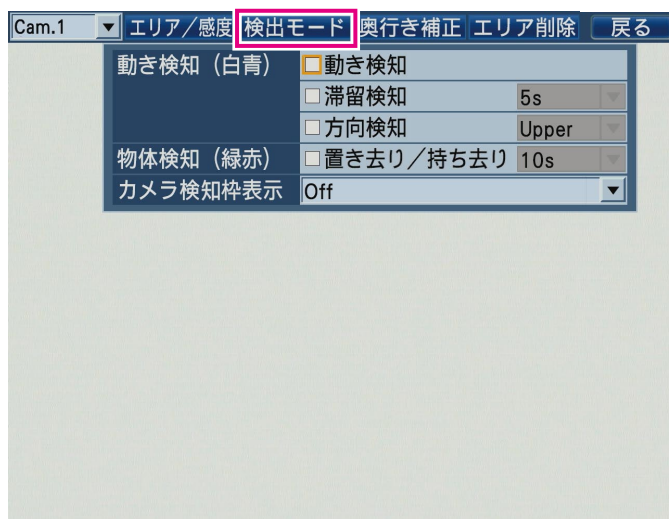 Cam.1 エリア／感度 検出モード 奥行き補正 エリア削除 戻る
動き検知（白青） 動き検知
滞留検知 5s
方向検知 Upper
物体検知（緑赤） 置き去り／持ち去り 10s
カメラ検知枠表示 Off